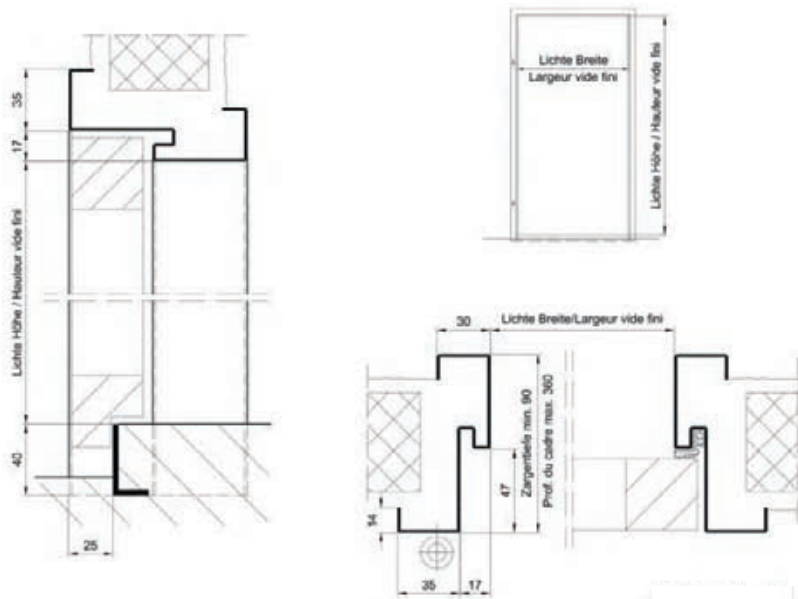 35
17
Lichte Höhe / Hauteur vide fini
40
25
Lichte Breite
Largeur vide fini
Lichte Höhe / Hauteur vide fini
30
Lichte Breite/Largeur vide fini
Zargentiefe min. 90
Prof. du cadre max. 360
47
14
35
17